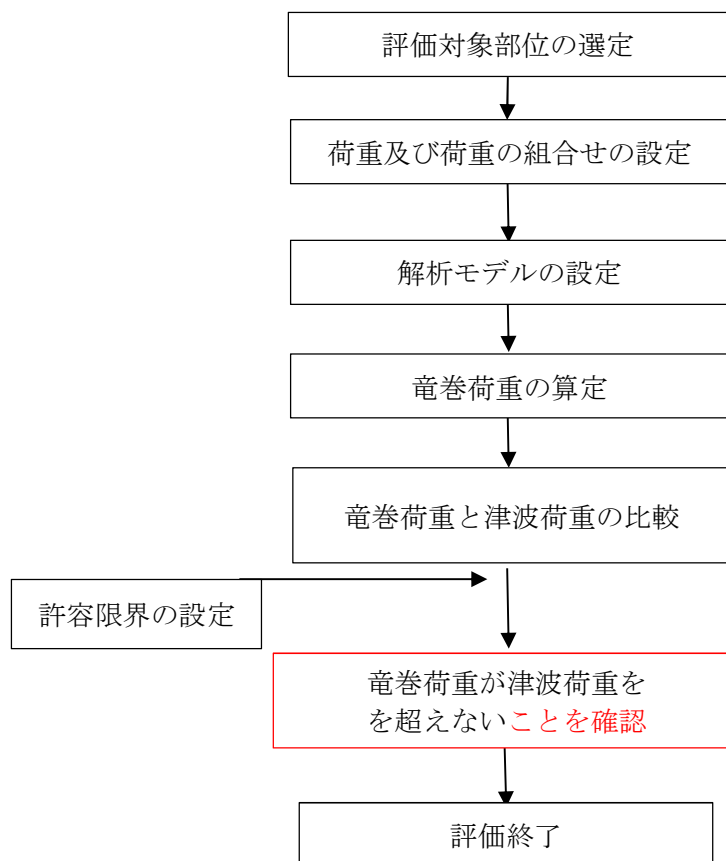 評価対象部位の選定
荷重及び荷重の組合せの設定
解析モデルの設定
竜巻荷重の算定
竜巻荷重と津波荷重の比較
許容限界の設定
竜巻荷重が津波荷重を
を超えないことを確認
評価終了